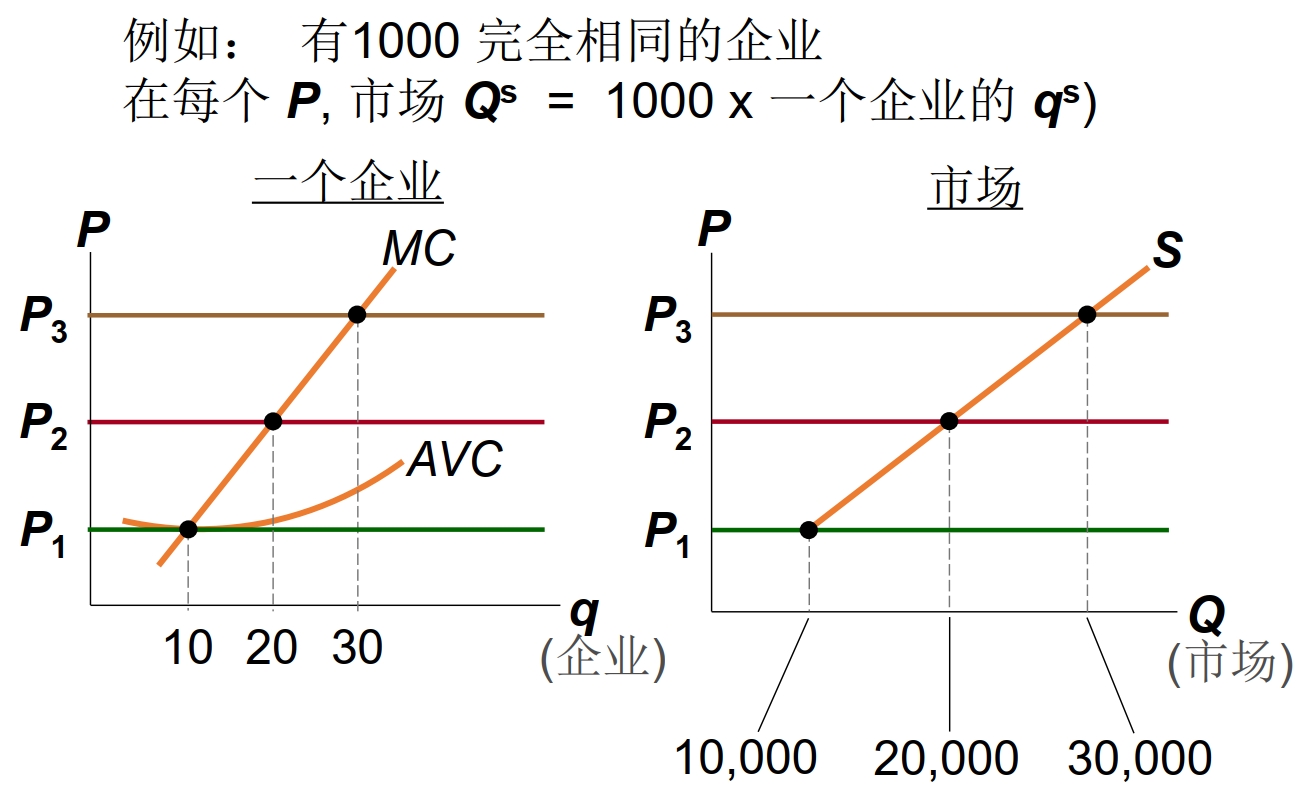 例如： 有1000 完全相同的企业
在每个 P, 市场 Qs = 1000 x 一个企业的 qs)
一个企业
市场
P
MC
P3
P2
AVC
P1
q
10 20 30
(企业)
P
S
P3
P2
P1
Q
(市场)
10,000 20,000 30,000